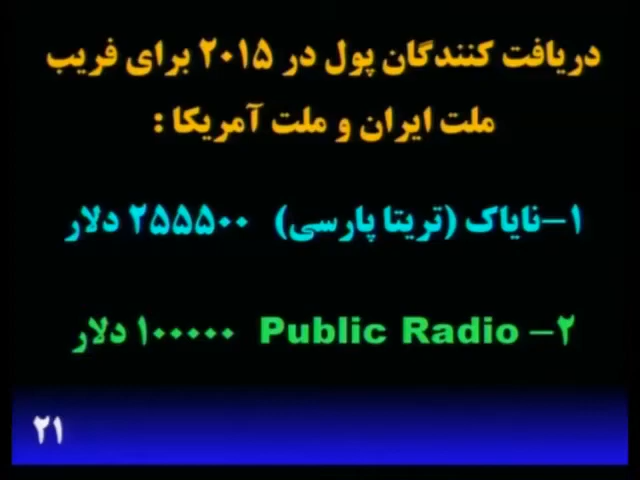 دریافت کنندگان پول در ۲۰۱۵ برای فریب
ملت ایران و ملت آمریکا :
۱-نایاک (تریتا پارسی) ۲۵۵۵۰۰ دلار
۲- Public Radio ۱۰۰۰۰۰ دلار
۲۱